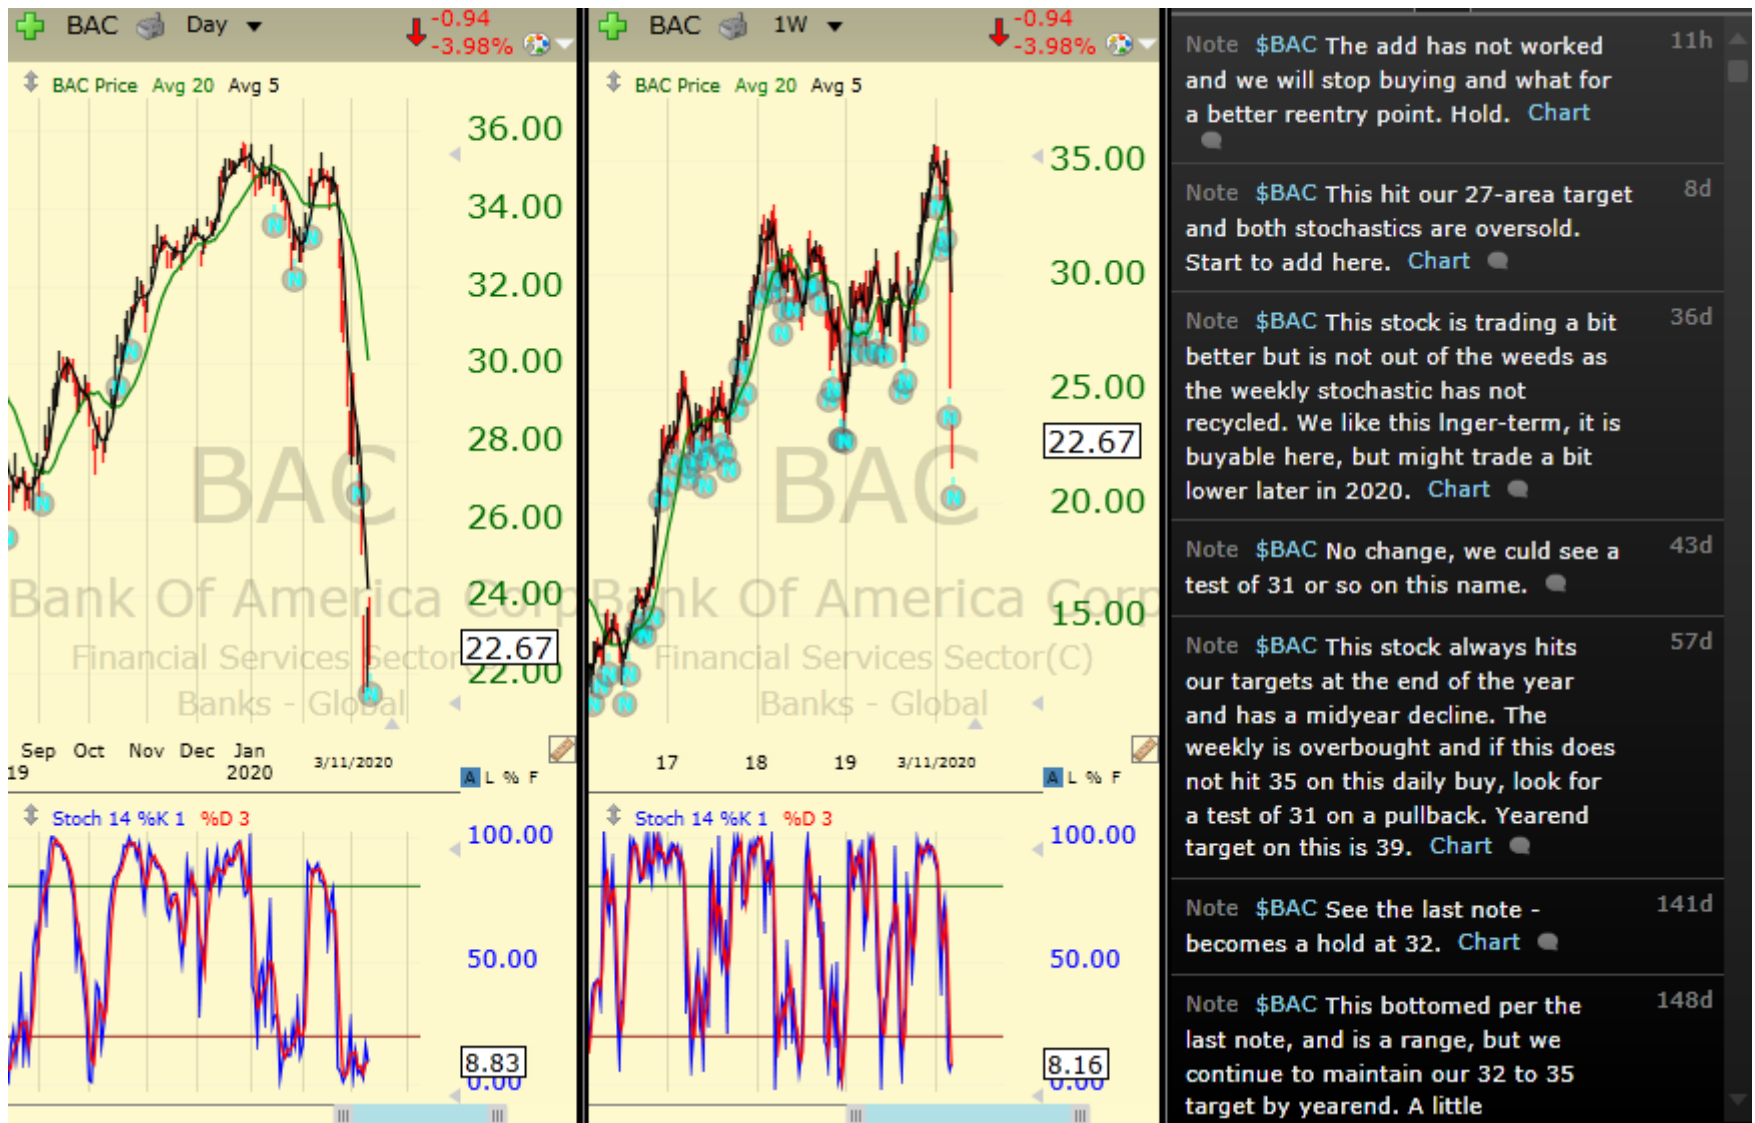 BAC Day -0.94
-3.98%
BAC Price Avg 20 Avg 5
36.00
34.00
32.00
30.00
28.00
26.00
24.00
22.67
22.00
BAC
Bank Of America Corp
Financial Services Sector(C)
Banks - Global
Sep Oct Nov Dec Jan
19 2020 3/11/2020
A L % F
Stoch 14 %K 1 %D 3
100.00
50.00
8.83
0.00
BAC 1W -0.94
-3.98%
BAC Price Avg 20 Avg 5
35.00
30.00
25.00
22.67
20.00
15.00
BAC
Bank Of America Corp
Financial Services Sector(C)
Banks - Global
17 18 19 3/11/2020
A L % F
Stoch 14 %K 1 %D 3
100.00
50.00
8.16
0.00
Note $BAC The add has not worked 11h
and we will stop buying and what for
a better reentry point. Hold. Chart
Note $BAC This hit our 27-area target 8d
and both stochastics are oversold.
Start to add here. Chart
Note $BAC This stock is trading a bit 36d
better but is not out of the weeds as
the weekly stochastic has not
recycled. We like this lnger-term, it is
buyable here, but might trade a bit
lower later in 2020. Chart
Note $BAC No change, we culd see a 43d
test of 31 or so on this name.
Note $BAC This stock always hits 57d
our targets at the end of the year
and has a midyear decline. The
weekly is overbought and if this does
not hit 35 on this daily buy, look for
a test of 31 on a pullback. Yearend
target on this is 39. Chart
Note $BAC See the last note - 141d
becomes a hold at 32. Chart
Note $BAC This bottomed per the 148d
last note, and is a range, but we
continue to maintain our 32 to 35
target by yearend. A little